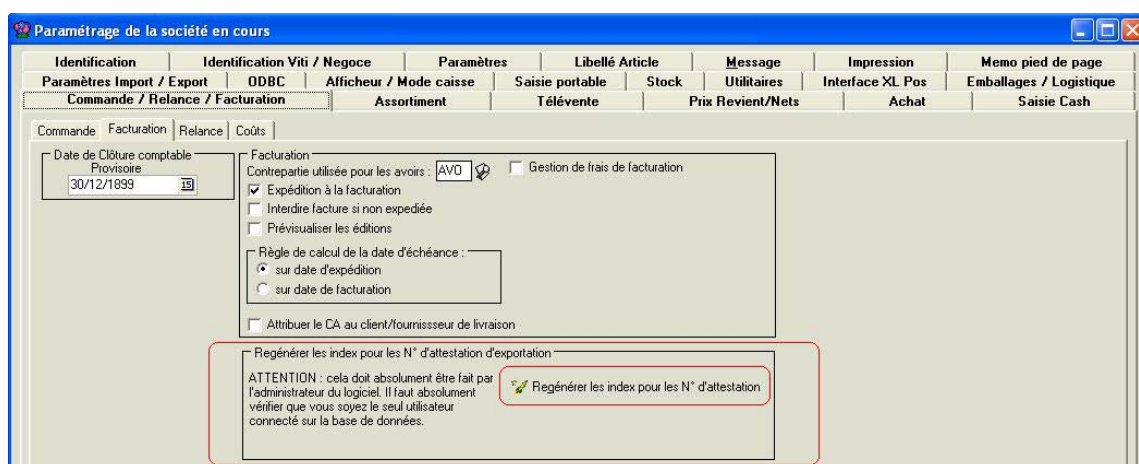 Paramétrage de la société en cours
Identification
Identification Viti / Negoce
Paramètres
Libellé Article
Message
Impression
Memo pied de page
Paramètres Import / Export
ODBC
Afficheur / Mode caisse
Saisie portable
Stock
Utilitaires
Interface XL Pos
Emballages / Logistique
Commande / Relance / Facturation
Assortiment
Télévente
Prix Revient/Nets
Achat
Saisie Cash
Commande
Facturation
Relance
Coûts
Date de Clôture comptable
Provisoire
30/12/1899
15
Facturation
Contrepartie utilisée pour les avoirs :
AVO
Gestion de frais de facturation
Expédition à la facturation
Interdire facture si non expediée
Prévisualiser les éditions
Règle de calcul de la date d'échéance :
sur date d'expédition
sur date de facturation
Attribuer le CA au client/fournissseur de livraison
Regénérer les index pour les N° d'attestation d'exportation
ATTENTION : cela doit absolument être fait par
l'administrateur du logiciel. Il faut absolument
vérifier que vous soyez le seul utilisateur
connecté sur la base de données.
Regénérer les index pour les N° d'attestation